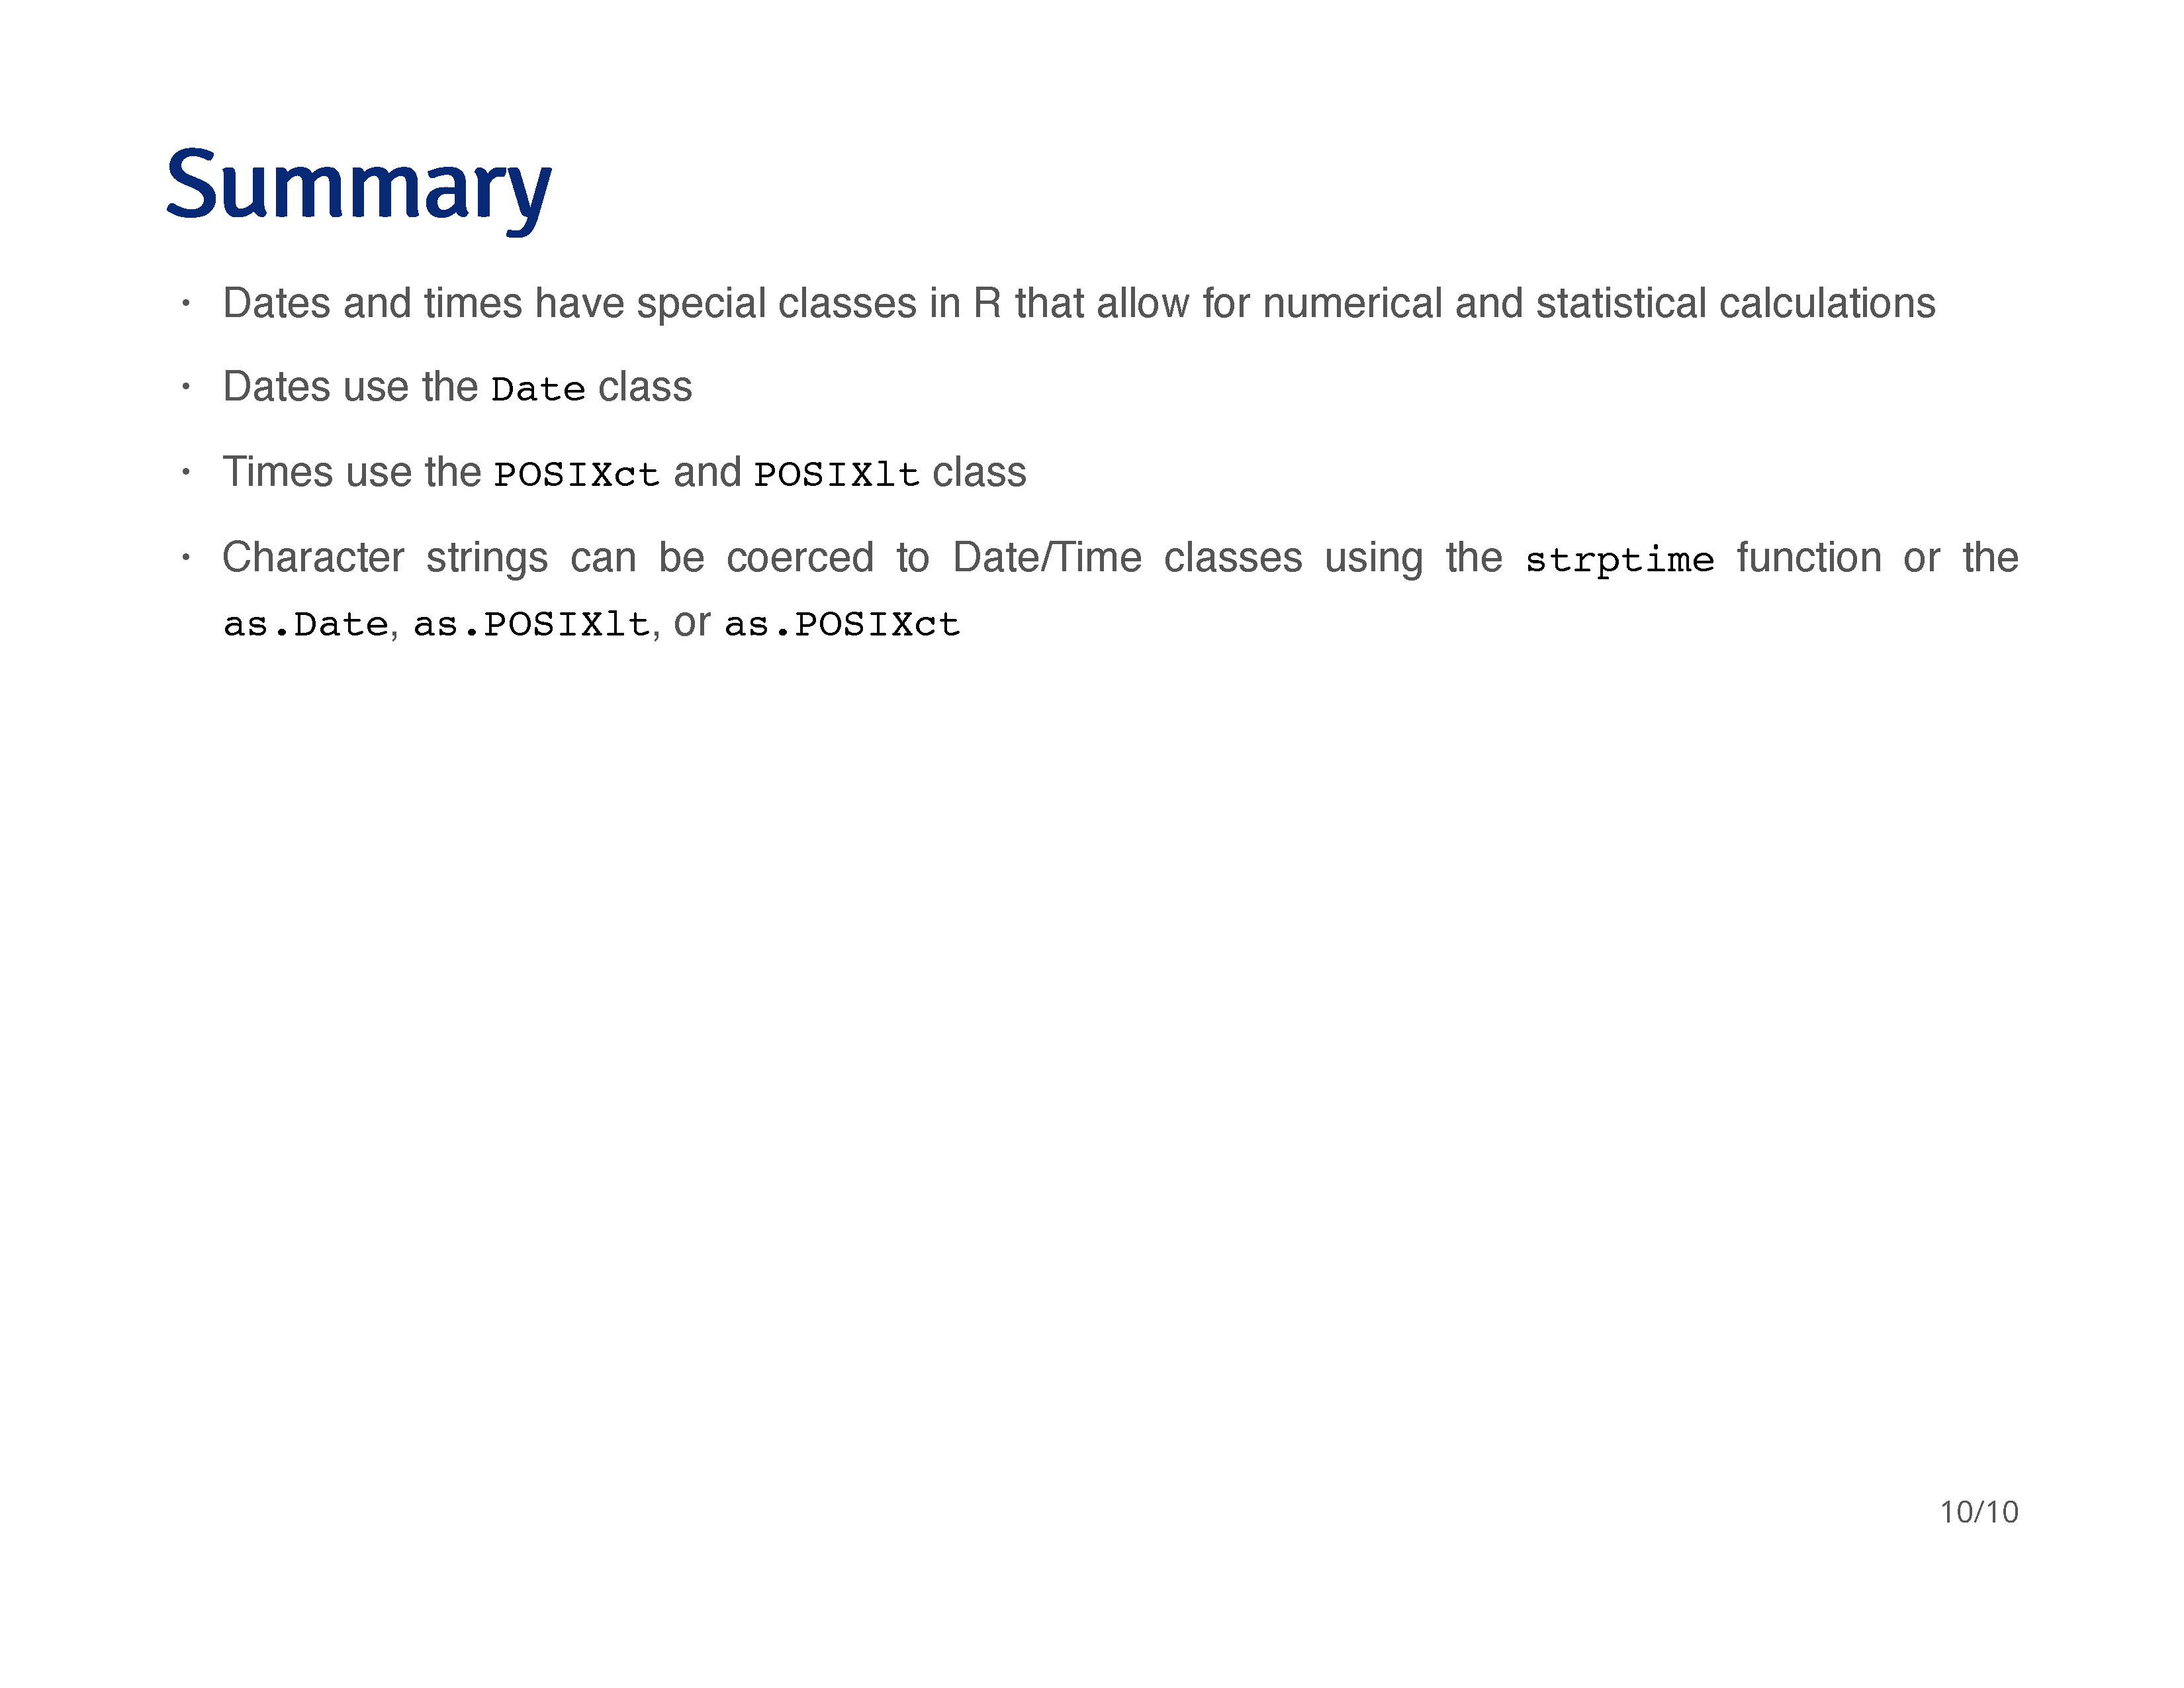 Summary
· Dates and times have special classes in R that allow for numerical and statistical calculations
· Dates use the Date class
· Times use the POSIXct and POSIXlt class
· Character strings can be coerced to Date/Time classes using the strptime function or the
as.Date, as.POSIXlt, or as.POSIXct
10/10